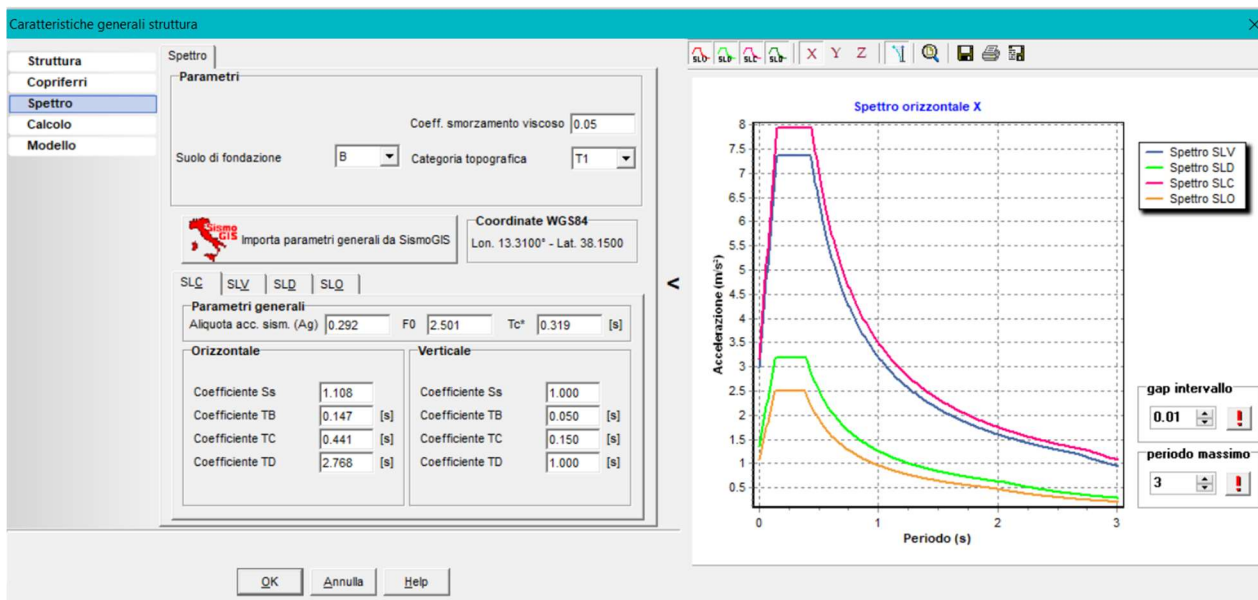 Caratteristiche generali struttura
Struttura
Copriferri
Spettro
Calcolo
Modello
Spettro
Parametri
Coeff. smorzamento viscoso 0.05
Suolo di fondazione B Categoria topografica T1
Sismo
GIS
Importa parametri generali da SismoGIS
Coordinate WGS84
Lon. 13.3100° - Lat. 38.1500
SLC SLV SLD SLO
Parametri generali
Aliquota acc. sism. (Ag) 0.292 F0 2.501 Tc* 0.319 [s]
Orizzontale
Coefficiente Ss 1.108
Coefficiente TB 0.147 [s]
Coefficiente TC 0.441 [s]
Coefficiente TD 2.768 [s]
Verticale
Coefficiente Ss 1.000
Coefficiente TB 0.050 [s]
Coefficiente TC 0.150 [s]
Coefficiente TD 1.000 [s]
OK Annulla Help
<
X Y Z
Spettro orizzontale X
Accelerazione (m/s²)
8
7.5
7
6.5
6
5.5
5
4.5
4
3.5
3
2.5
2
1.5
1
0.5
0 1 2 3
Periodo (s)
Spettro SLV
Spettro SLD
Spettro SLC
Spettro SLO
gap intervallo
0.01 !
periodo massimo
3 !